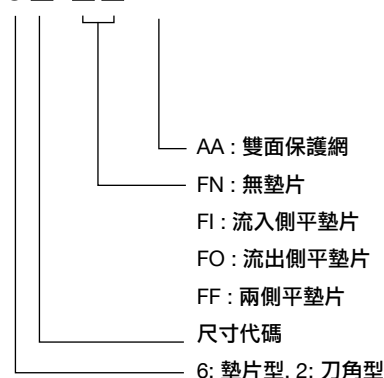 AA : 雙面保護網
FN : 無墊片
FI : 流入側平墊片
FO : 流出側平墊片
FF : 兩側平墊片
尺寸代碼
6: 墊片型, 2: 刀角型